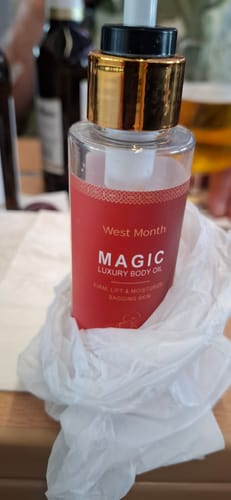 West Month
MAGIC
LUXURY BODY OIL
FIRM, LIFT & MOISTURIZE
SAGGING SKIN